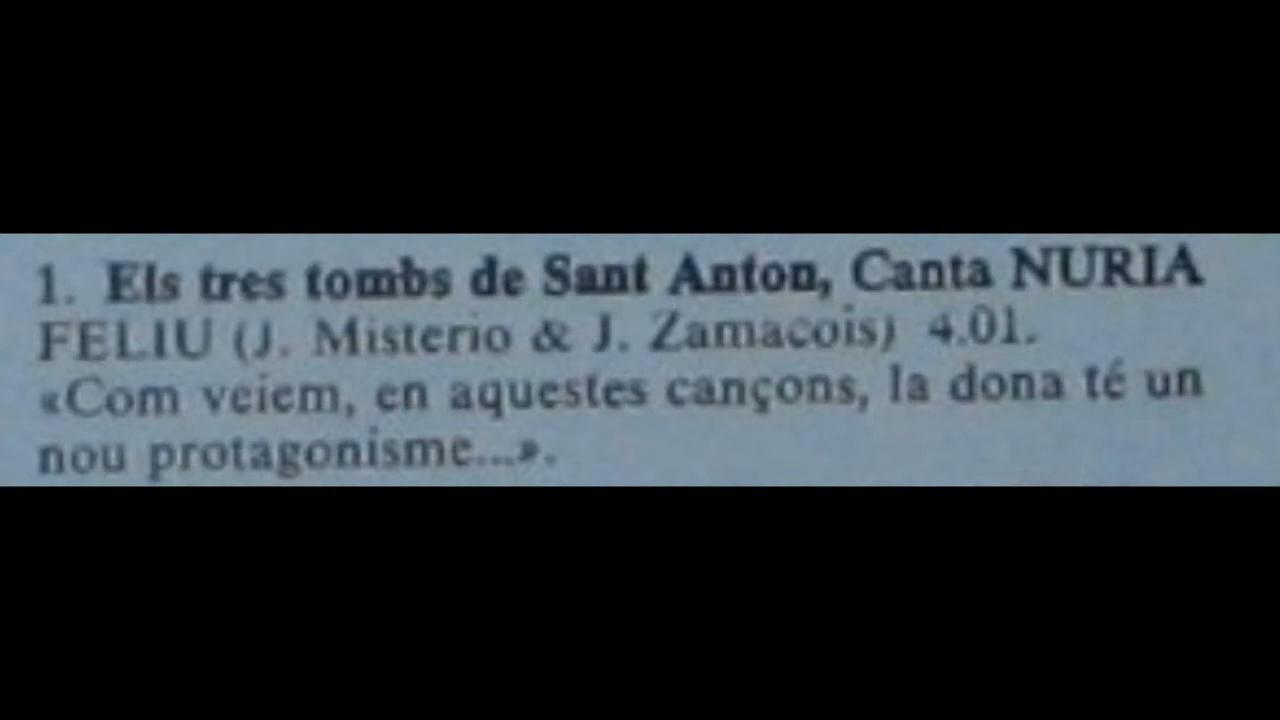 1. Els tres tombs de Sant Anton, Canta NURIA
FELIU (J. Misterio & J. Zamacois) 4.01.
«Com veiem, en aquestes cançons, la dona té un
nou protagonisme...».